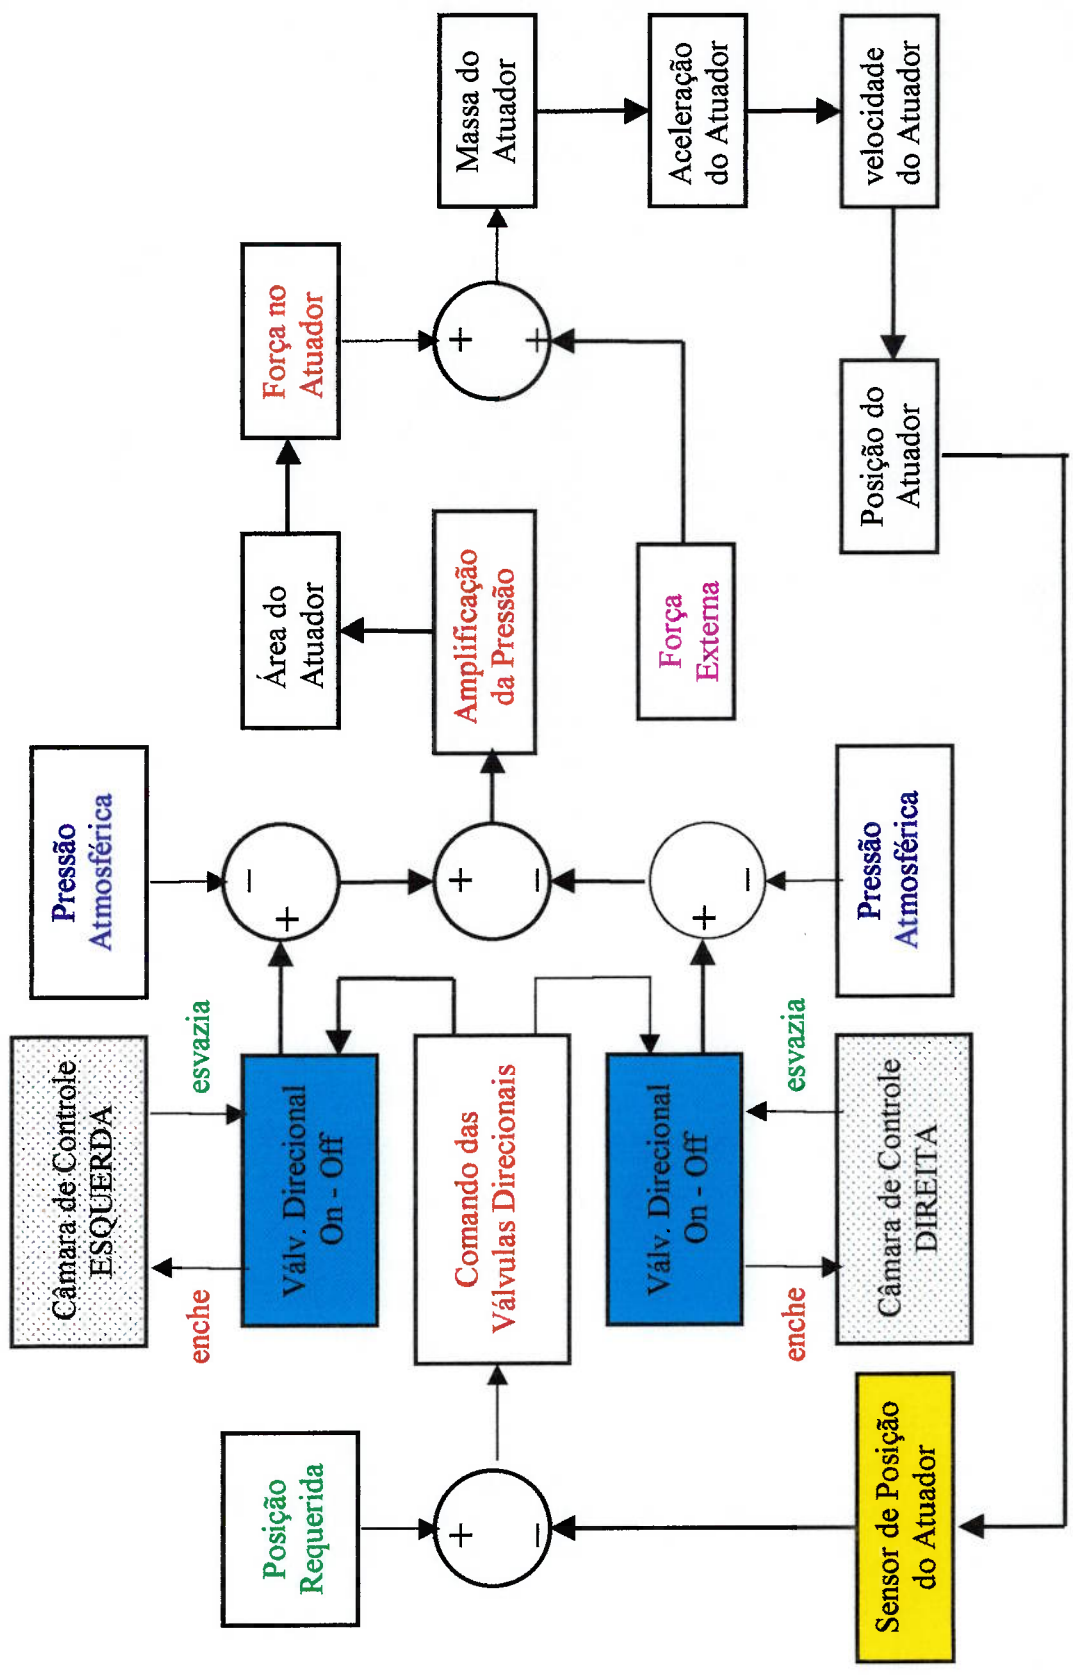 Câmara de Controle
ESQUERDA
Pressão
Atmosférica
enche
esvazia
Posição
Requerida
Válv. Direcional
On - Off
+
−
Área do
Atuador
Força no
Atuador
+
−
Comando das
Válvulas Direcionais
+
−
Amplificação
da Pressão
+
+
Massa do
Atuador
Válv. Direcional
On - Off
+
−
Força
Externa
Aceleração
do Atuador
enche
esvazia
Sensor de Posição
do Atuador
Câmara de Controle
DIREITA
Pressão
Atmosférica
Posição do
Atuador
velocidade
do Atuador